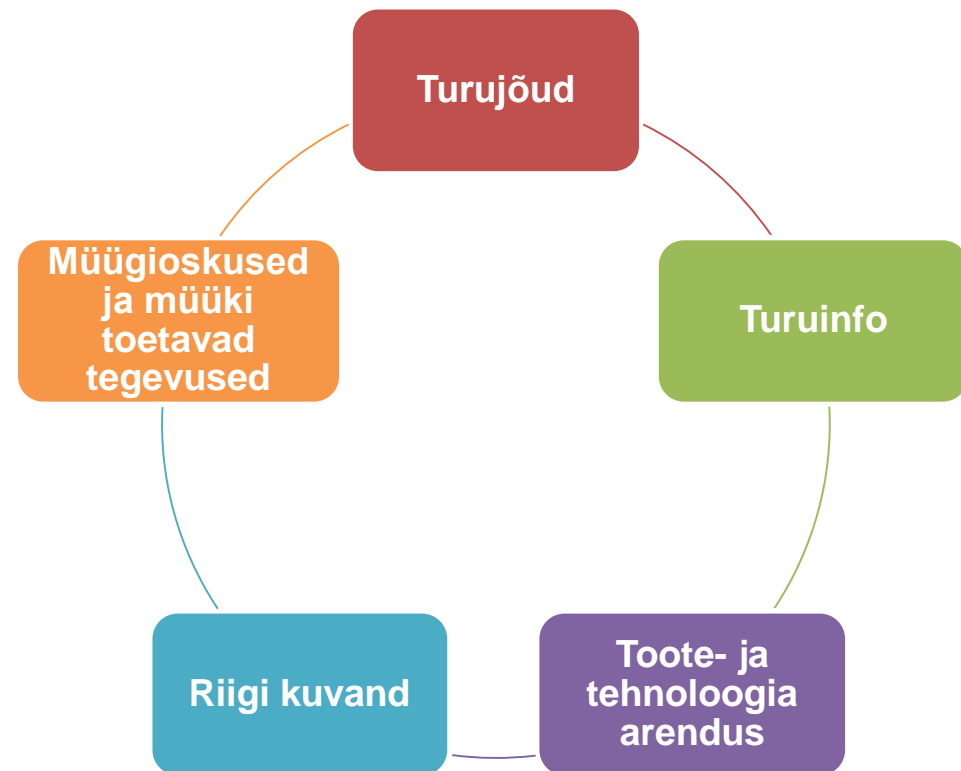 Turujõud
Turuinfo
Toote- ja
tehnoloogia
arendus
Riigi kuvand
Müügioskused
ja müüki
toetavad
tegevused